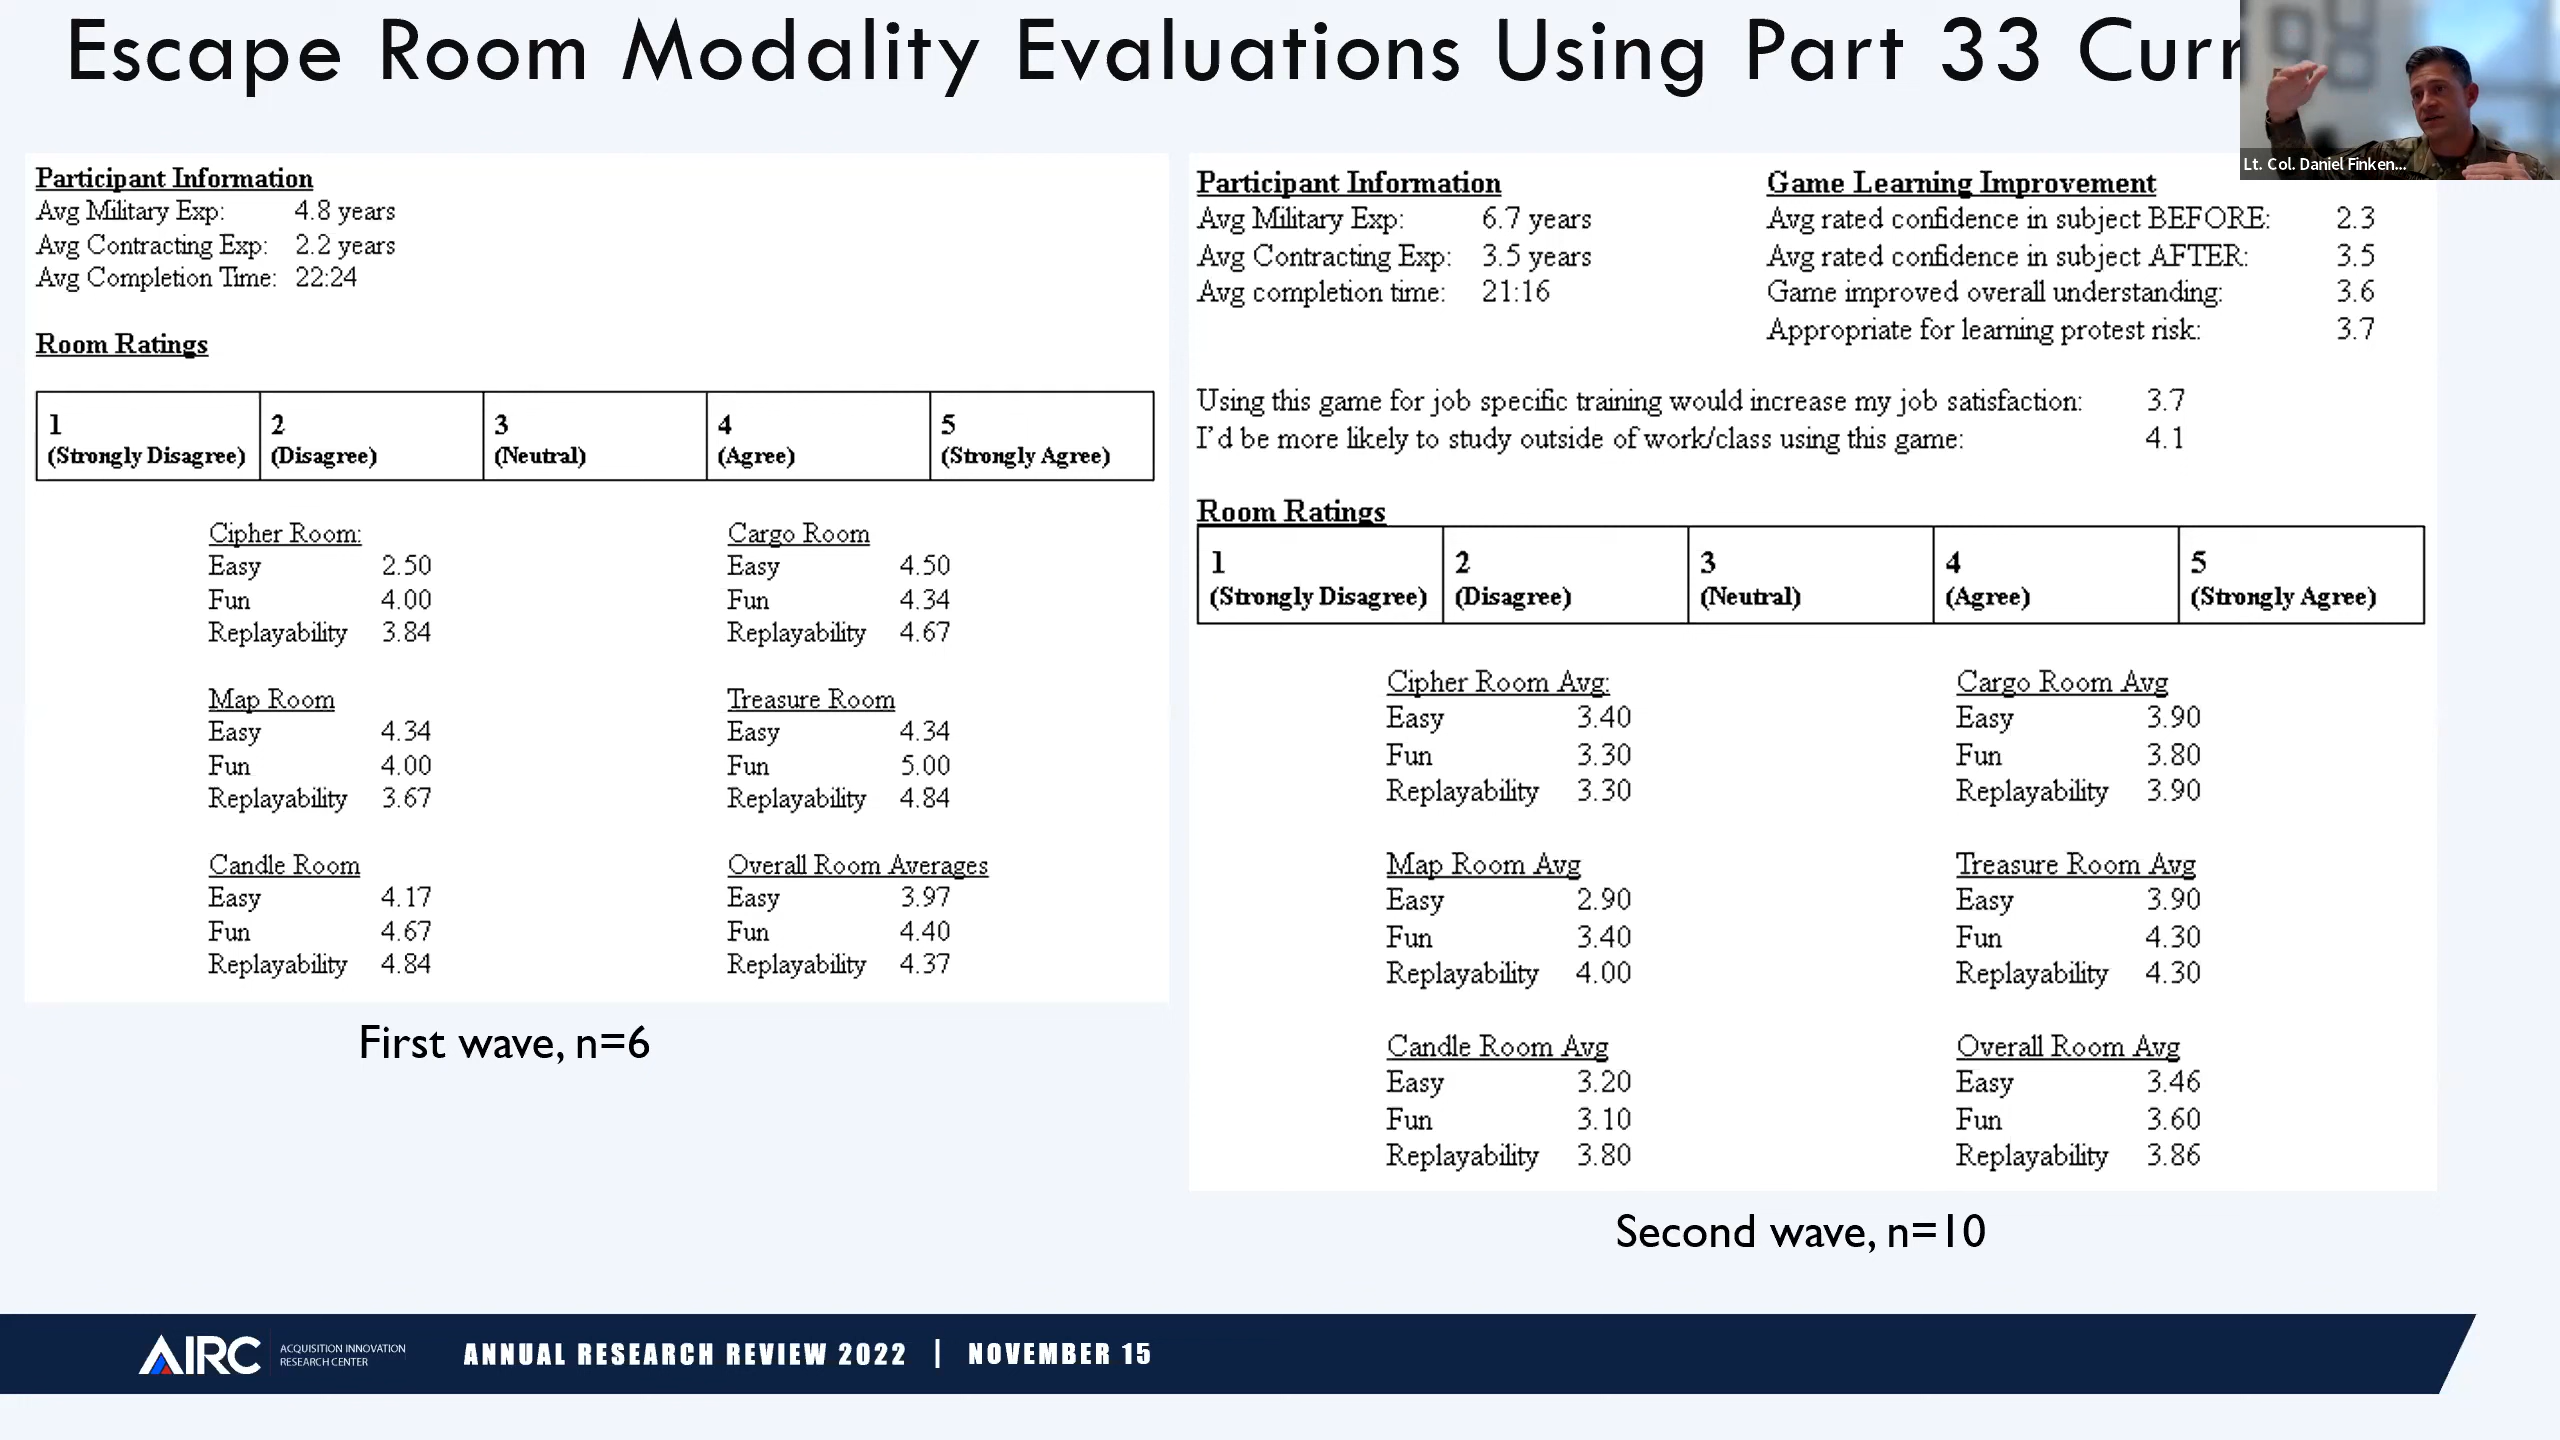 Escape Room Modality Evaluations Using Part 33 Curr
Lt. Col. Daniel Finken...
Participant Information
Avg Military Exp: 4.8 years
Avg Contracting Exp: 2.2 years
Avg Completion Time: 22:24
Room Ratings
1 2 3 4 5
(Strongly Disagree) (Disagree) (Neutral) (Agree) (Strongly Agree)
Cipher Room: Cargo Room
Easy 2.50 Easy 4.50
Fun 4.00 Fun 4.34
Replayability 3.84 Replayability 4.67
Map Room Treasure Room
Easy 4.34 Easy 4.34
Fun 4.00 Fun 5.00
Replayability 3.67 Replayability 4.84
Candle Room Overall Room Averages
Easy 4.17 Easy 3.97
Fun 4.67 Fun 4.40
Replayability 4.84 Replayability 4.37
First wave, n=6
Participant Information Game Learning Improvement
Avg Military Exp: 6.7 years Avg rated confidence in subject BEFORE: 2.3
Avg Contracting Exp: 3.5 years Avg rated confidence in subject AFTER: 3.5
Avg completion time: 21:16 Game improved overall understanding: 3.6
Appropriate for learning protest risk: 3.7
Using this game for job specific training would increase my job satisfaction: 3.7
I'd be more likely to study outside of work/class using this game: 4.1
Room Ratings
1 2 3 4 5
(Strongly Disagree) (Disagree) (Neutral) (Agree) (Strongly Agree)
Cipher Room Avg: Cargo Room Avg
Easy 3.40 Easy 3.90
Fun 3.30 Fun 3.80
Replayability 3.30 Replayability 3.90
Map Room Avg Treasure Room Avg
Easy 2.90 Easy 3.90
Fun 3.40 Fun 4.30
Replayability 4.00 Replayability 4.30
Candle Room Avg Overall Room Avg
Easy 3.20 Easy 3.46
Fun 3.10 Fun 3.60
Replayability 3.80 Replayability 3.86
Second wave, n=10
AIRC ACQUISITION INNOVATION
RESEARCH CENTER
ANNUAL RESEARCH REVIEW 2022 | NOVEMBER 15